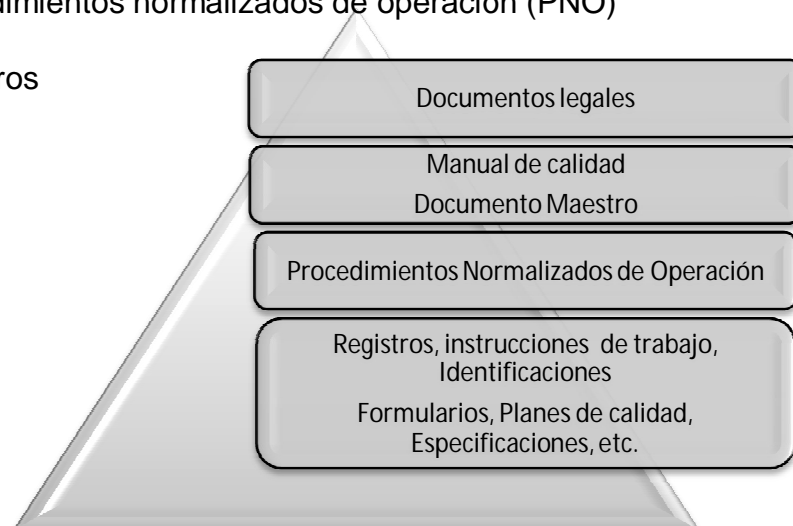 dimientos normalizados de operación (PNO)
ros
Documentos legales
Manual de calidad
Documento Maestro
Procedimientos Normalizados de Operación
Registros, instrucciones de trabajo,
Identificaciones
Formularios, Planes de calidad,
Especificaciones, etc.